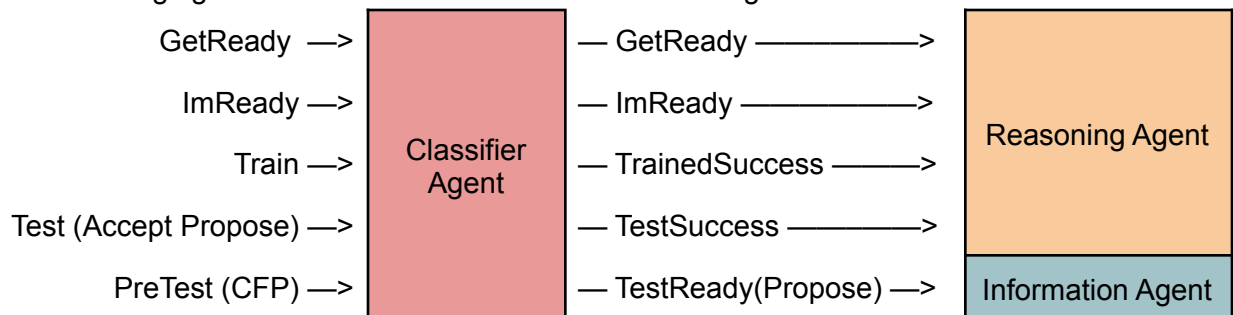 GetReady —>
— GetReady ——————>
ImReady —>
— ImReady ——————>
Train —>
Classifier
Agent
— TrainedSuccess ———>
Reasoning Agent
Test (Accept Propose) —>
— TestSuccess —————>
PreTest (CFP) —>
— TestReady(Propose) —>
Information Agent